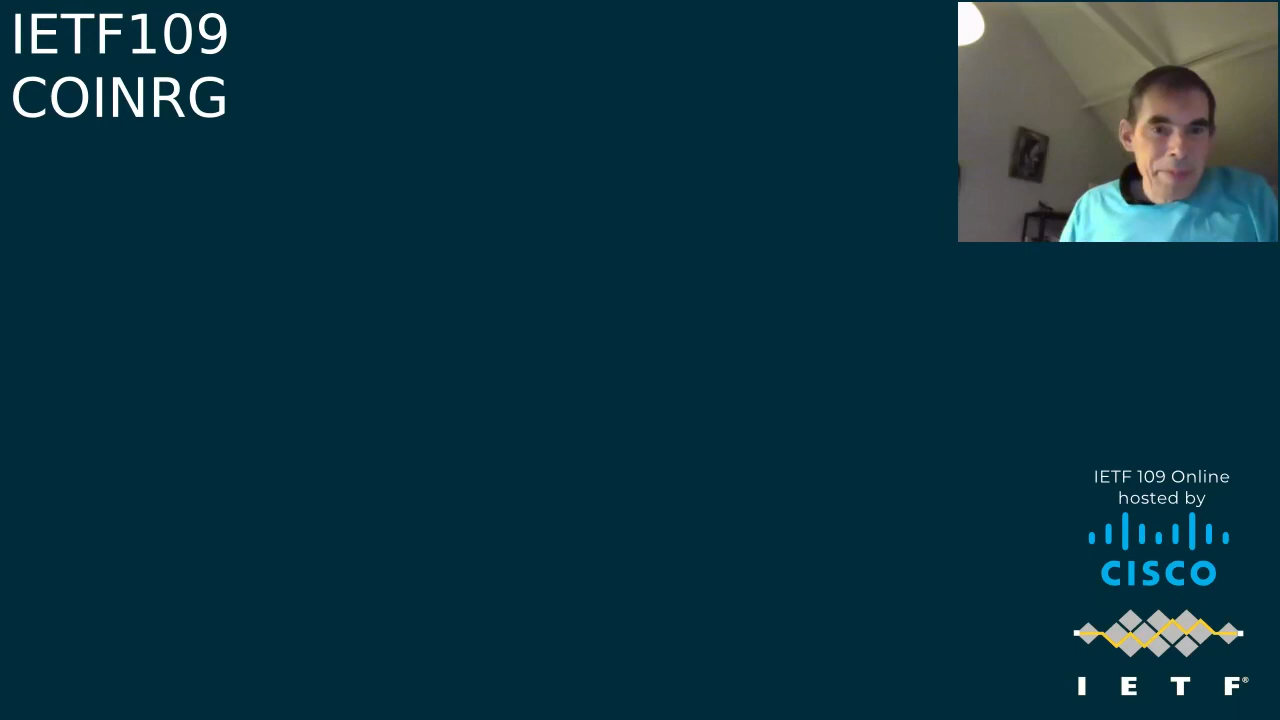 IETF109
COINRG
IETF 109 Online
hosted by
CISCO
I E T F®